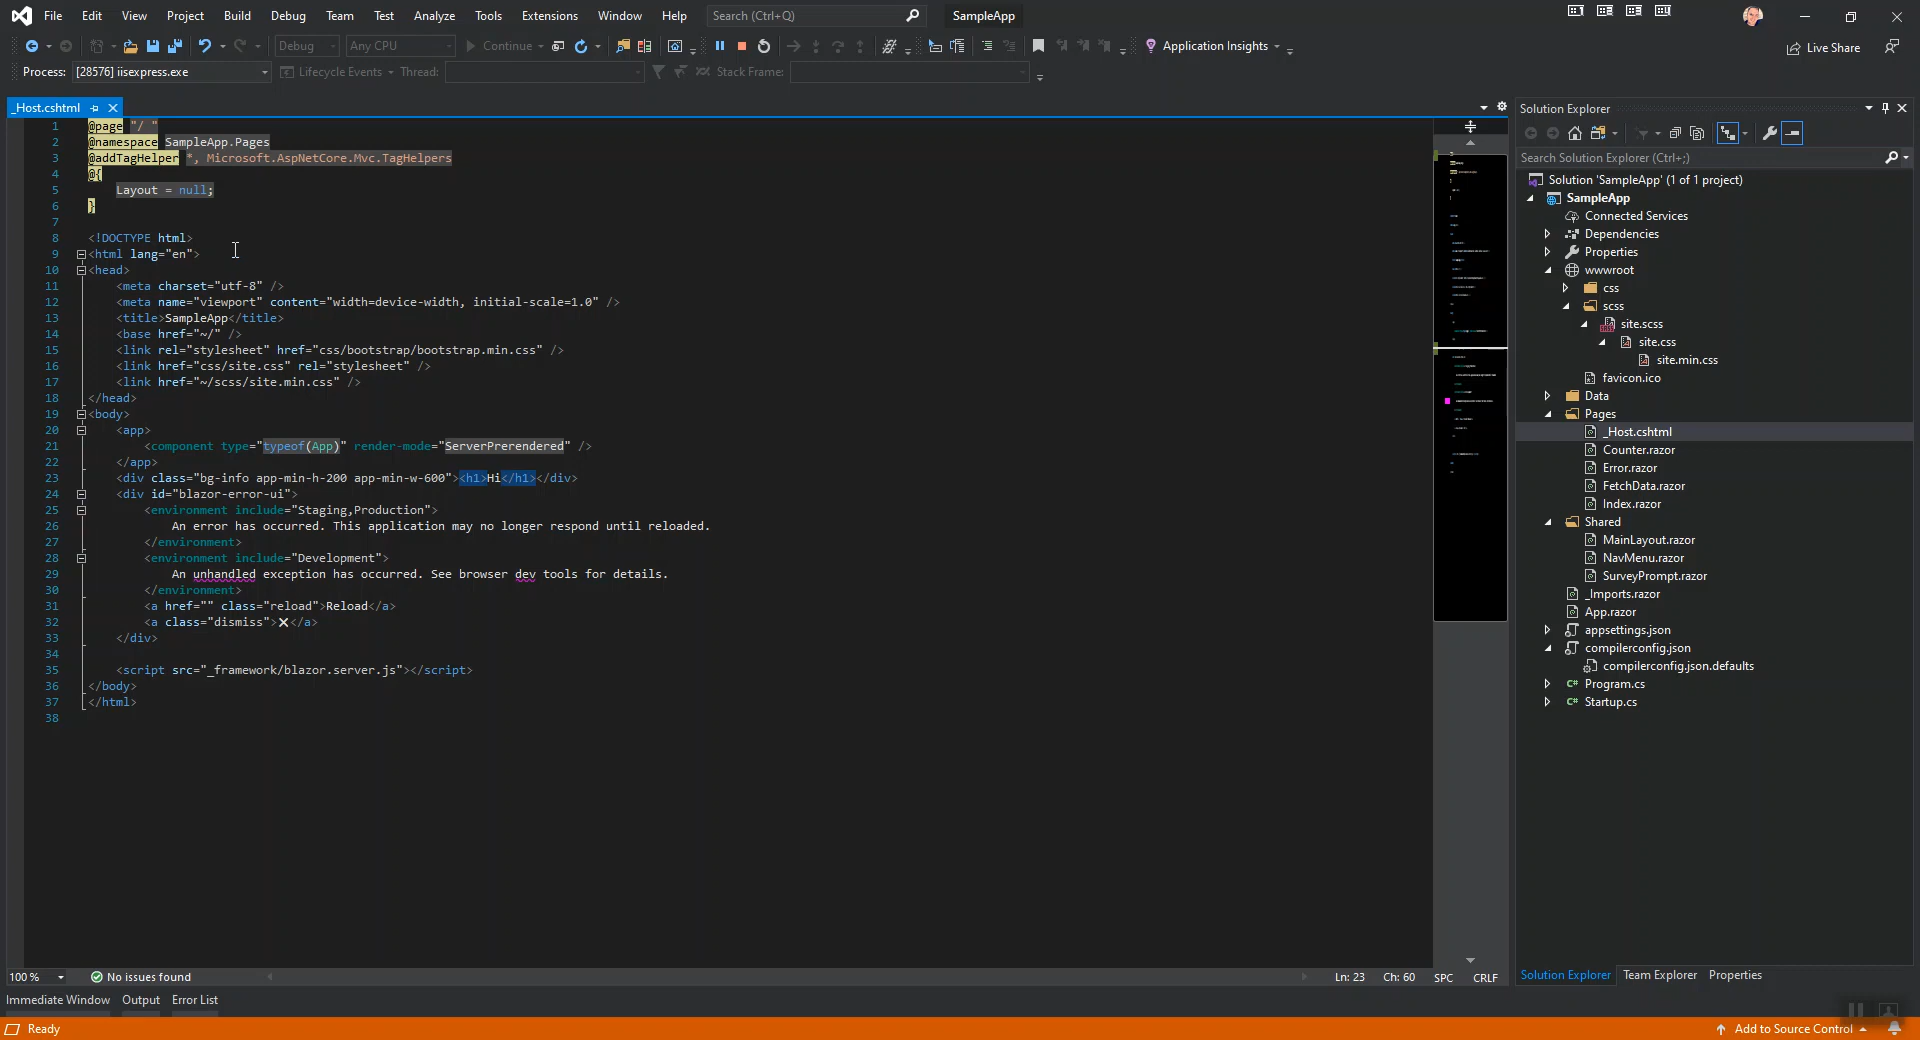 File Edit View Project Build Debug Team Test Analyze Tools Extensions Window Help Search (Ctrl+Q) SampleApp
Debug Any CPU Continue Application Insights Live Share
Process: [28576] iisexpress.exe Lifecycle Events Thread: Stack Frame:
_Host.cshtml
1 @page "/ "
2 @namespace SampleApp.Pages
3 @addTagHelper *, Microsoft.AspNetCore.Mvc.TagHelpers
4 @{
5 Layout = null;
6 }
7
8 <!DOCTYPE html>
9 <html lang="en">
10 <head>
11 <meta charset="utf-8" />
12 <meta name="viewport" content="width=device-width, initial-scale=1.0" />
13 <title>SampleApp</title>
14 <base href="~/" />
15 <link rel="stylesheet" href="css/bootstrap/bootstrap.min.css" />
16 <link href="css/site.css" rel="stylesheet" />
17 <link href="~/scss/site.min.css" />
18 </head>
19 <body>
20 <app>
21 <component type="typeof(App)" render-mode="ServerPrerendered" />
22 </app>
23 <div class="bg-info app-min-h-200 app-min-w-600"><h1>Hi</h1></div>
24 <div id="blazor-error-ui">
25 <environment include="Staging,Production">
26 An error has occurred. This application may no longer respond until reloaded.
27 </environment>
28 <environment include="Development">
29 An unhandled exception has occurred. See browser dev tools for details.
30 </environment>
31 <a href="" class="reload">Reload</a>
32 <a class="dismiss">🗙</a>
33 </div>
34
35 <script src="_framework/blazor.server.js"></script>
36 </body>
37 </html>
38
100 % No issues found Ln: 23 Ch: 60 SPC CRLF
Immediate Window Output Error List
Ready Add to Source Control
Solution Explorer
Search Solution Explorer (Ctrl+;)
Solution 'SampleApp' (1 of 1 project)
SampleApp
Connected Services
Dependencies
Properties
wwwroot
css
scss
site.scss
site.css
site.min.css
favicon.ico
Data
Pages
_Host.cshtml
Counter.razor
Error.razor
FetchData.razor
Index.razor
Shared
MainLayout.razor
NavMenu.razor
SurveyPrompt.razor
_Imports.razor
App.razor
appsettings.json
compilerconfig.json
compilerconfig.json.defaults
C# Program.cs
C# Startup.cs
Solution Explorer Team Explorer Properties